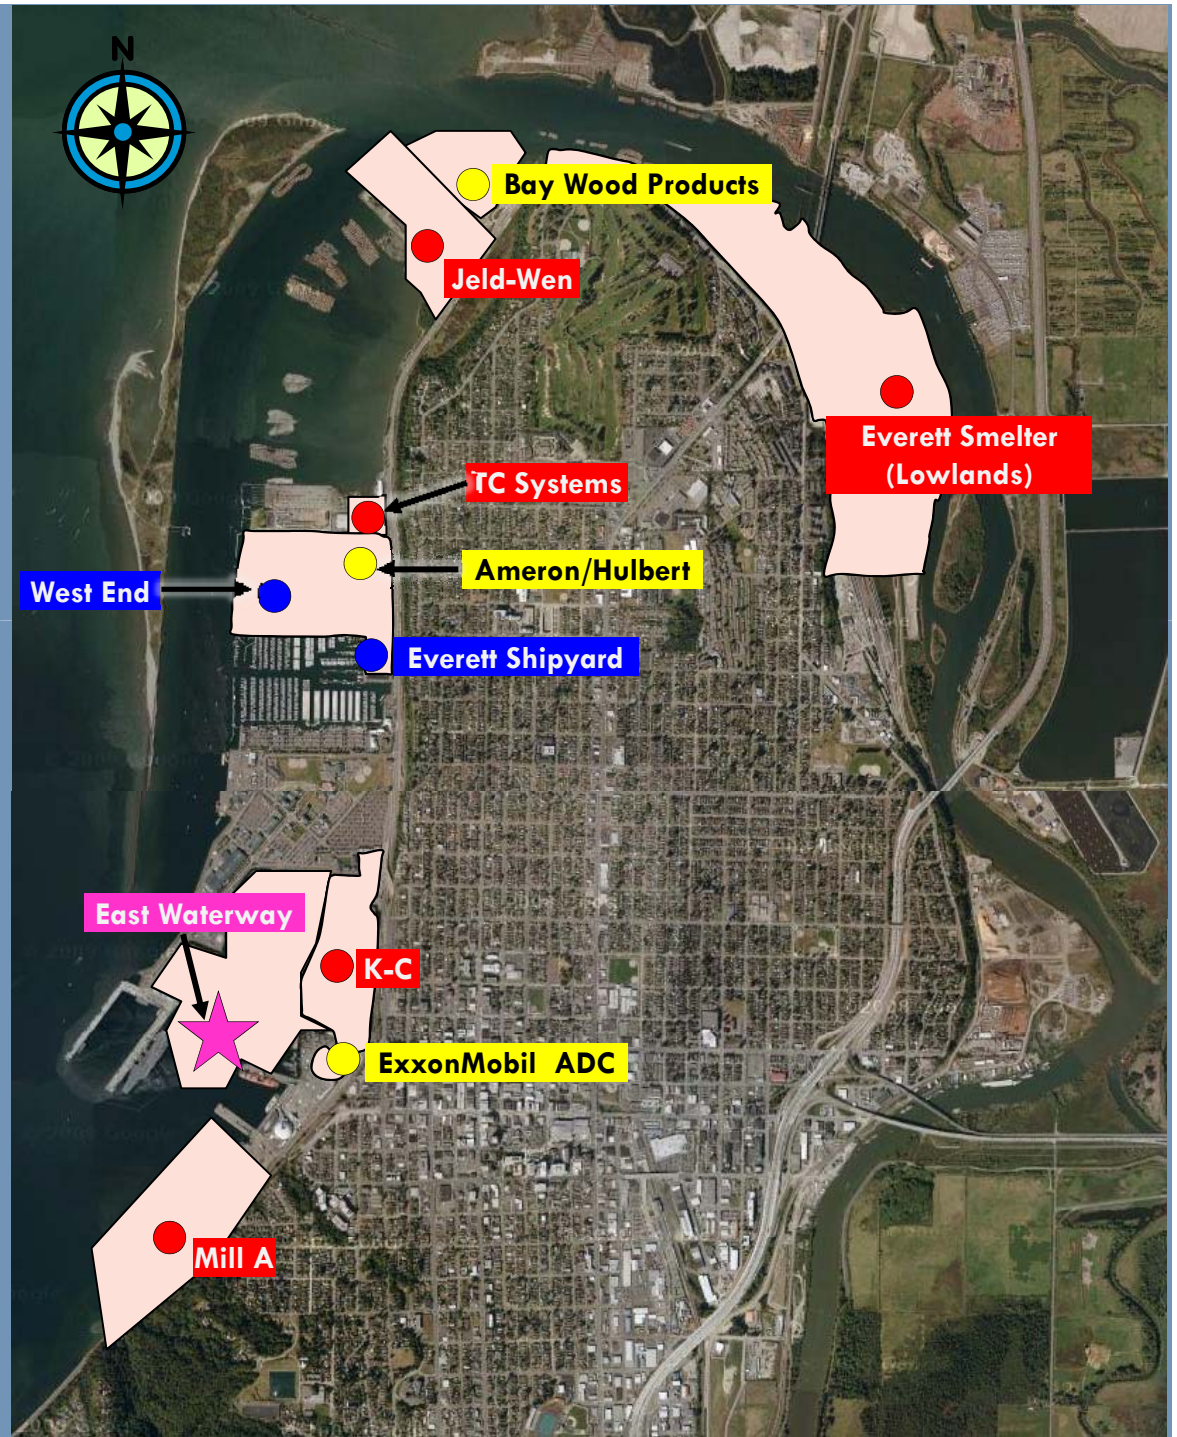 N
Bay Wood Products
Jeld-Wen
Everett Smelter
(Lowlands)
TC Systems
Ameron/Hulbert
West End
Everett Shipyard
East Waterway
K-C
ExxonMobil ADC
Mill A